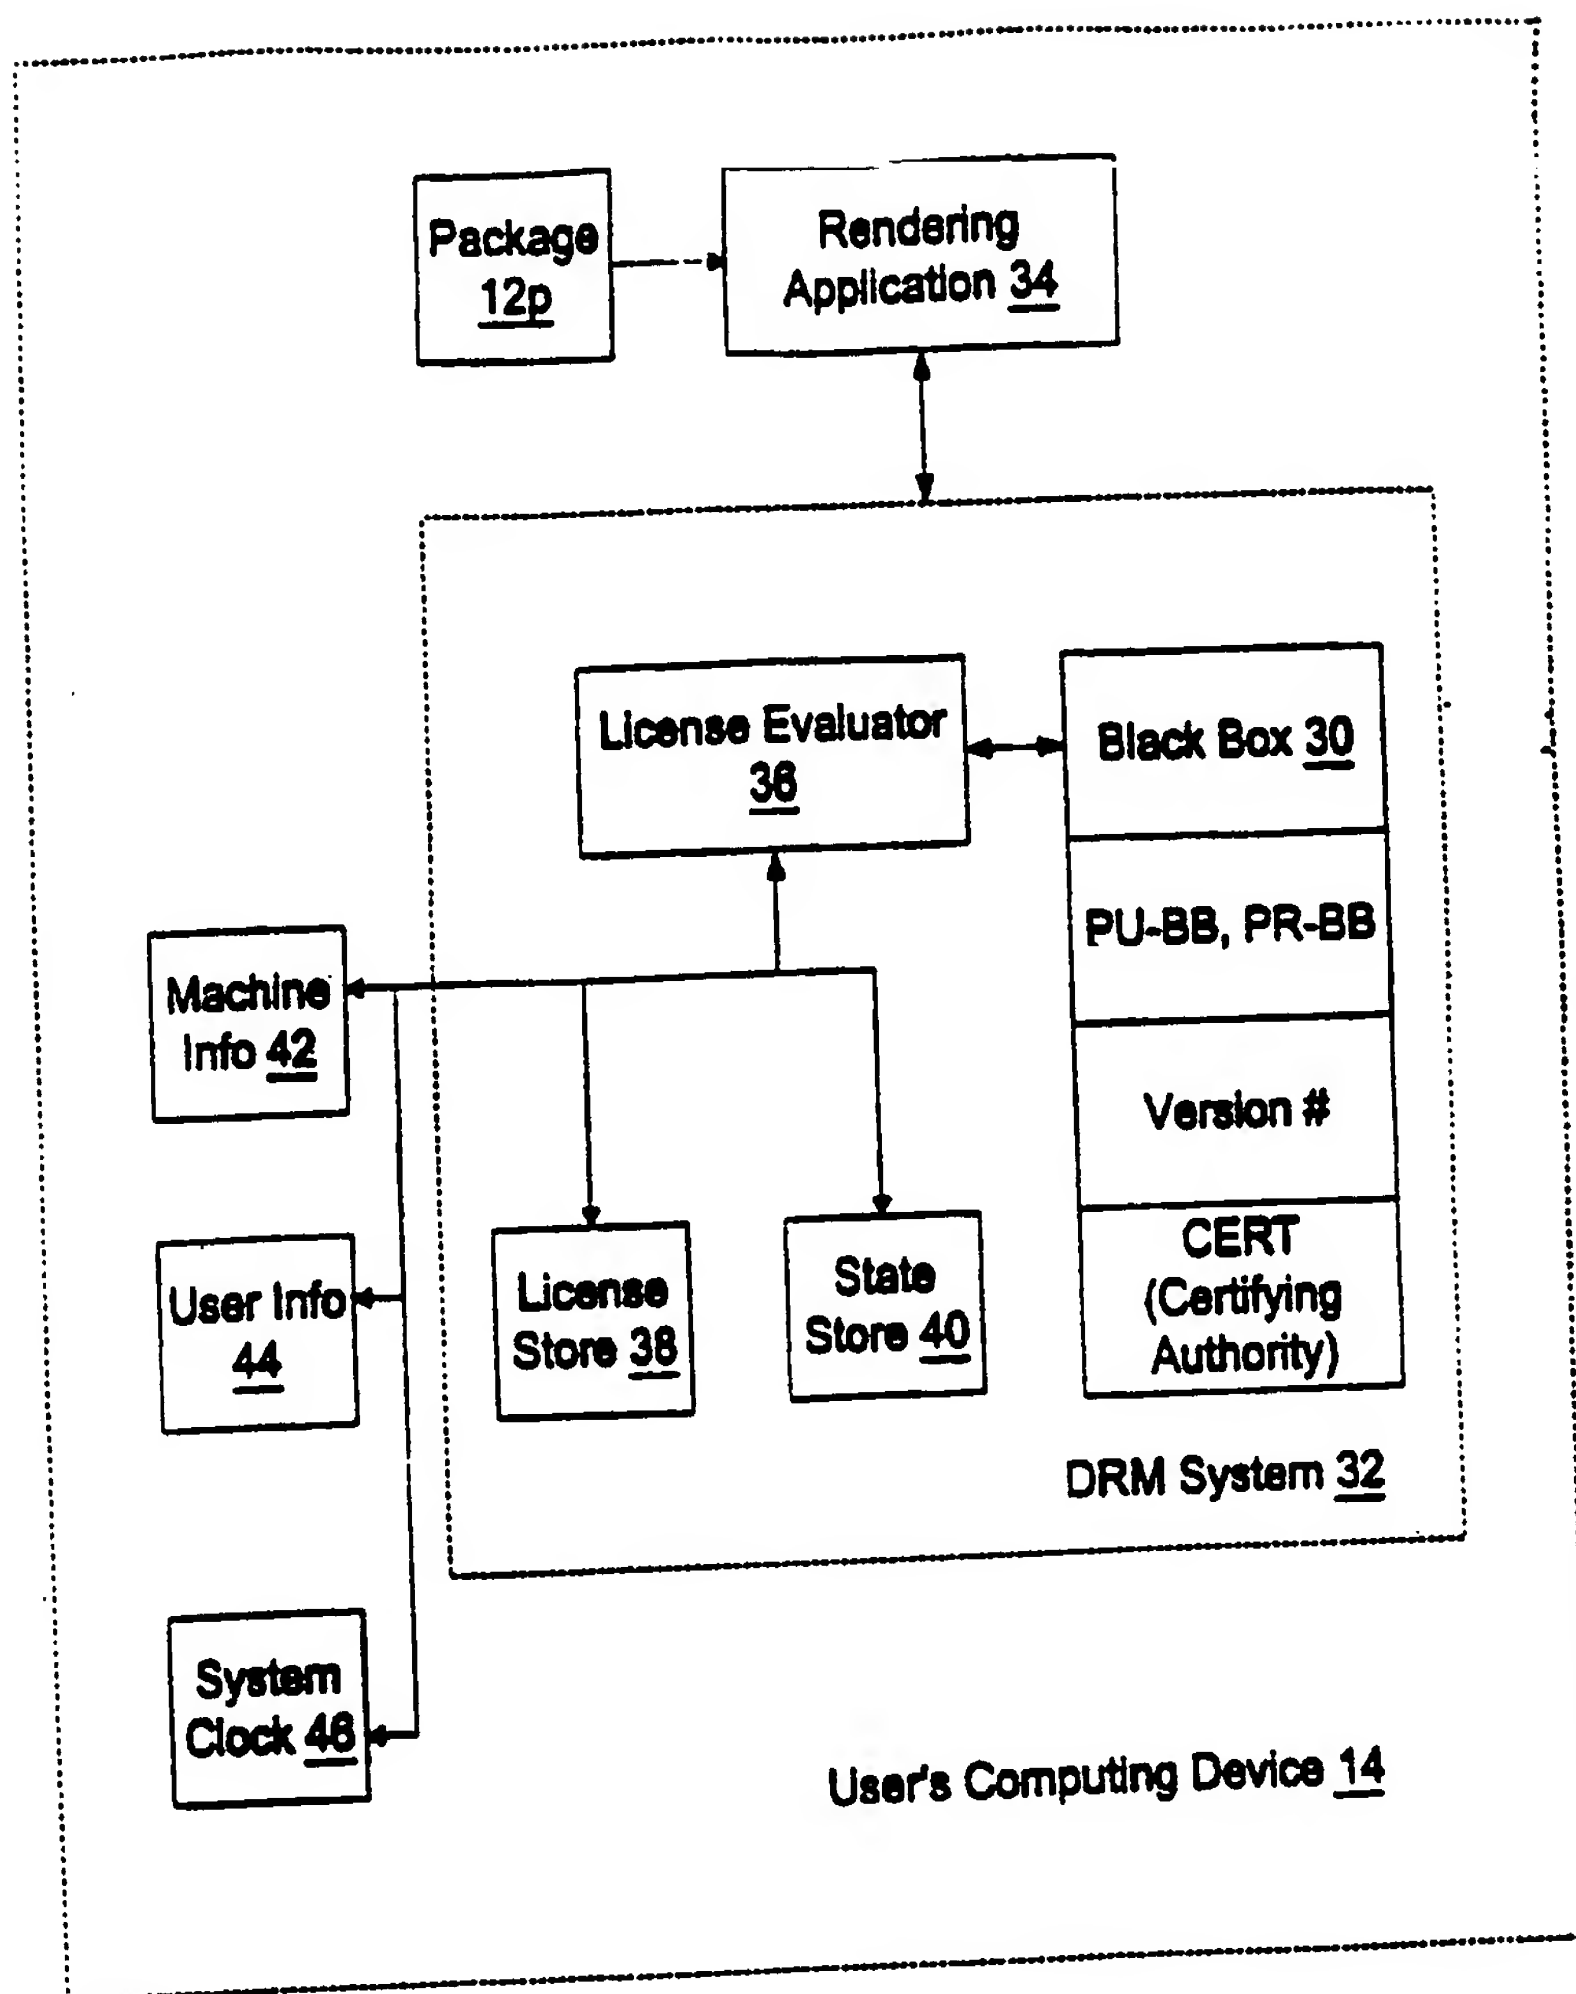 Package
12p
Rendering
Application 34
License Evaluator
36
Black Box 30
PU-BB, PR-BB
Version #
CERT
(Certifying
Authority)
Machine
Info 42
User Info
44
System
Clock 46
License
Store 38
State
Store 40
DRM System 32
User's Computing Device 14